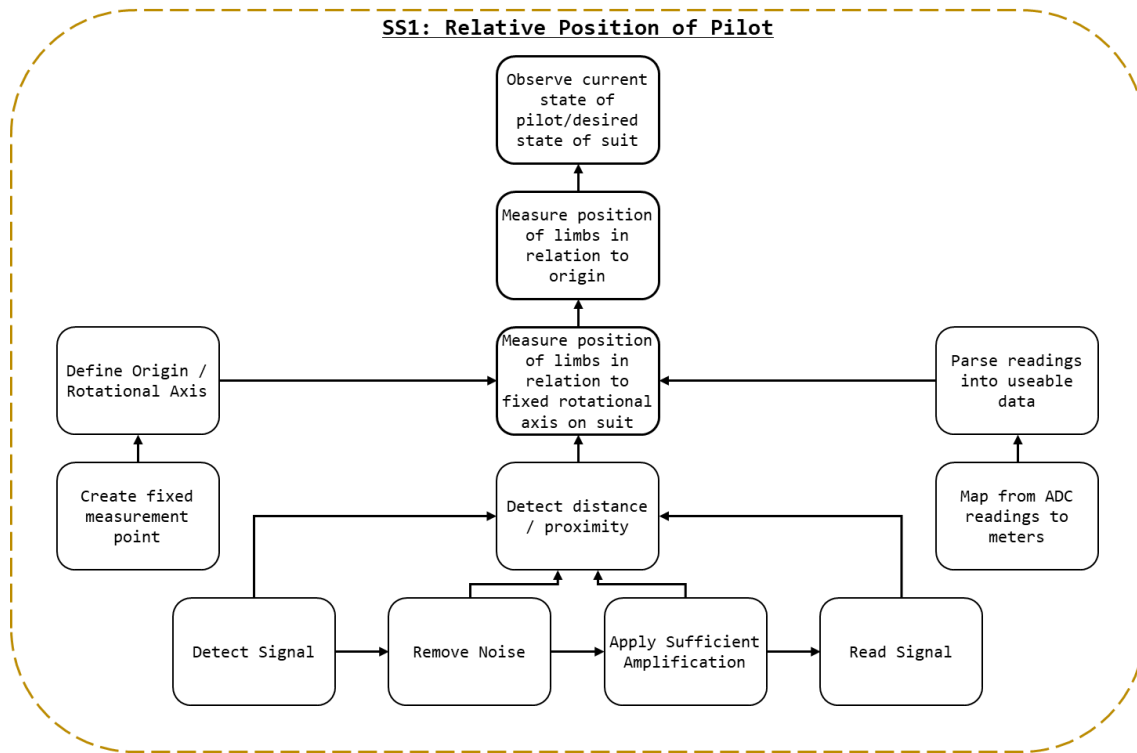 SS1: Relative Position of Pilot
Observe current
state of
pilot/desired
state of suit
Measure position
of limbs in
relation to
origin
Define Origin /
Rotational Axis
Measure position
of limbs in
relation to
fixed rotational
axis on suit
Parse readings
into useable
data
Create fixed
measurement
point
Detect distance
/ proximity
Map from ADC
readings to
meters
Detect Signal
Remove Noise
Apply Sufficient
Amplification
Read Signal